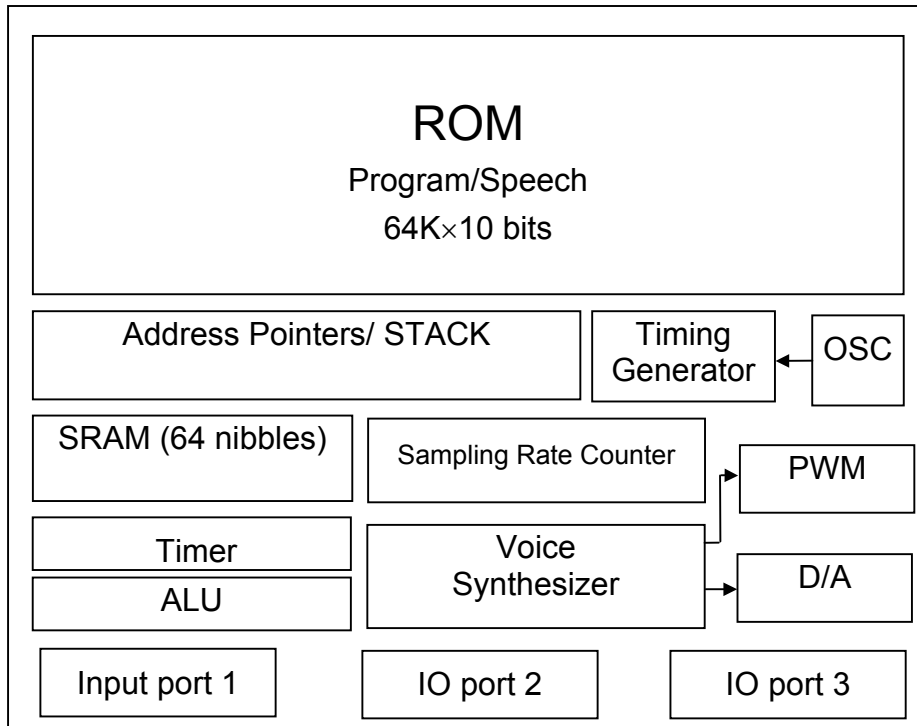 ROM
Program/Speech
64K×10 bits
Address Pointers/ STACK
Timing
Generator
OSC
SRAM (64 nibbles)
Sampling Rate Counter
PWM
Timer
Voice
Synthesizer
D/A
ALU
Input port 1
IO port 2
IO port 3